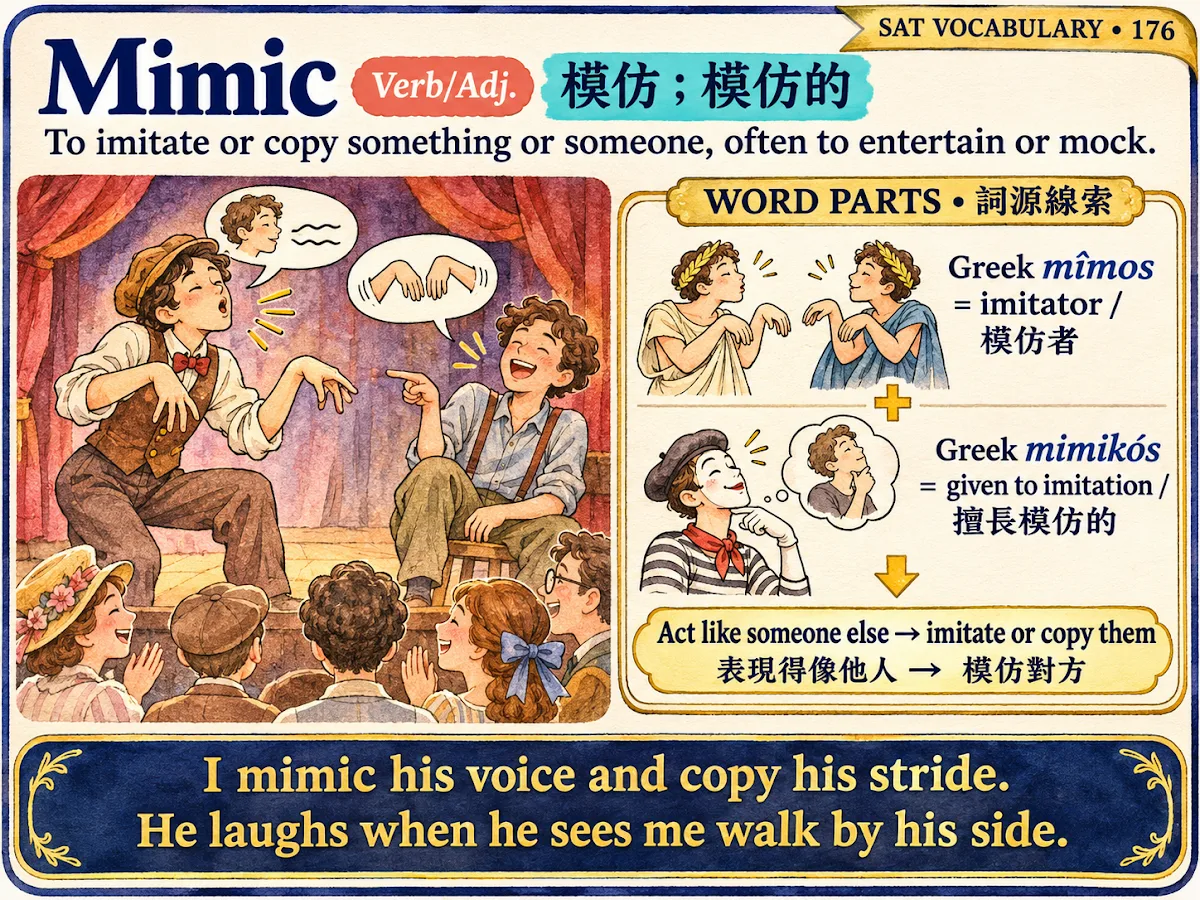 SAT VOCABULARY • 176
Mimic
Verb/Adj.
模仿；模仿的
To imitate or copy something or someone, often to entertain or mock.
WORD PARTS • 詞源線索
Greek mîmos
= imitator /
模仿者
Greek mimikós
= given to imitation /
擅長模仿的
Act like someone else → imitate or copy them
表現得像他人 → 模仿對方
I mimic his voice and copy his stride.
He laughs when he sees me walk by his side.